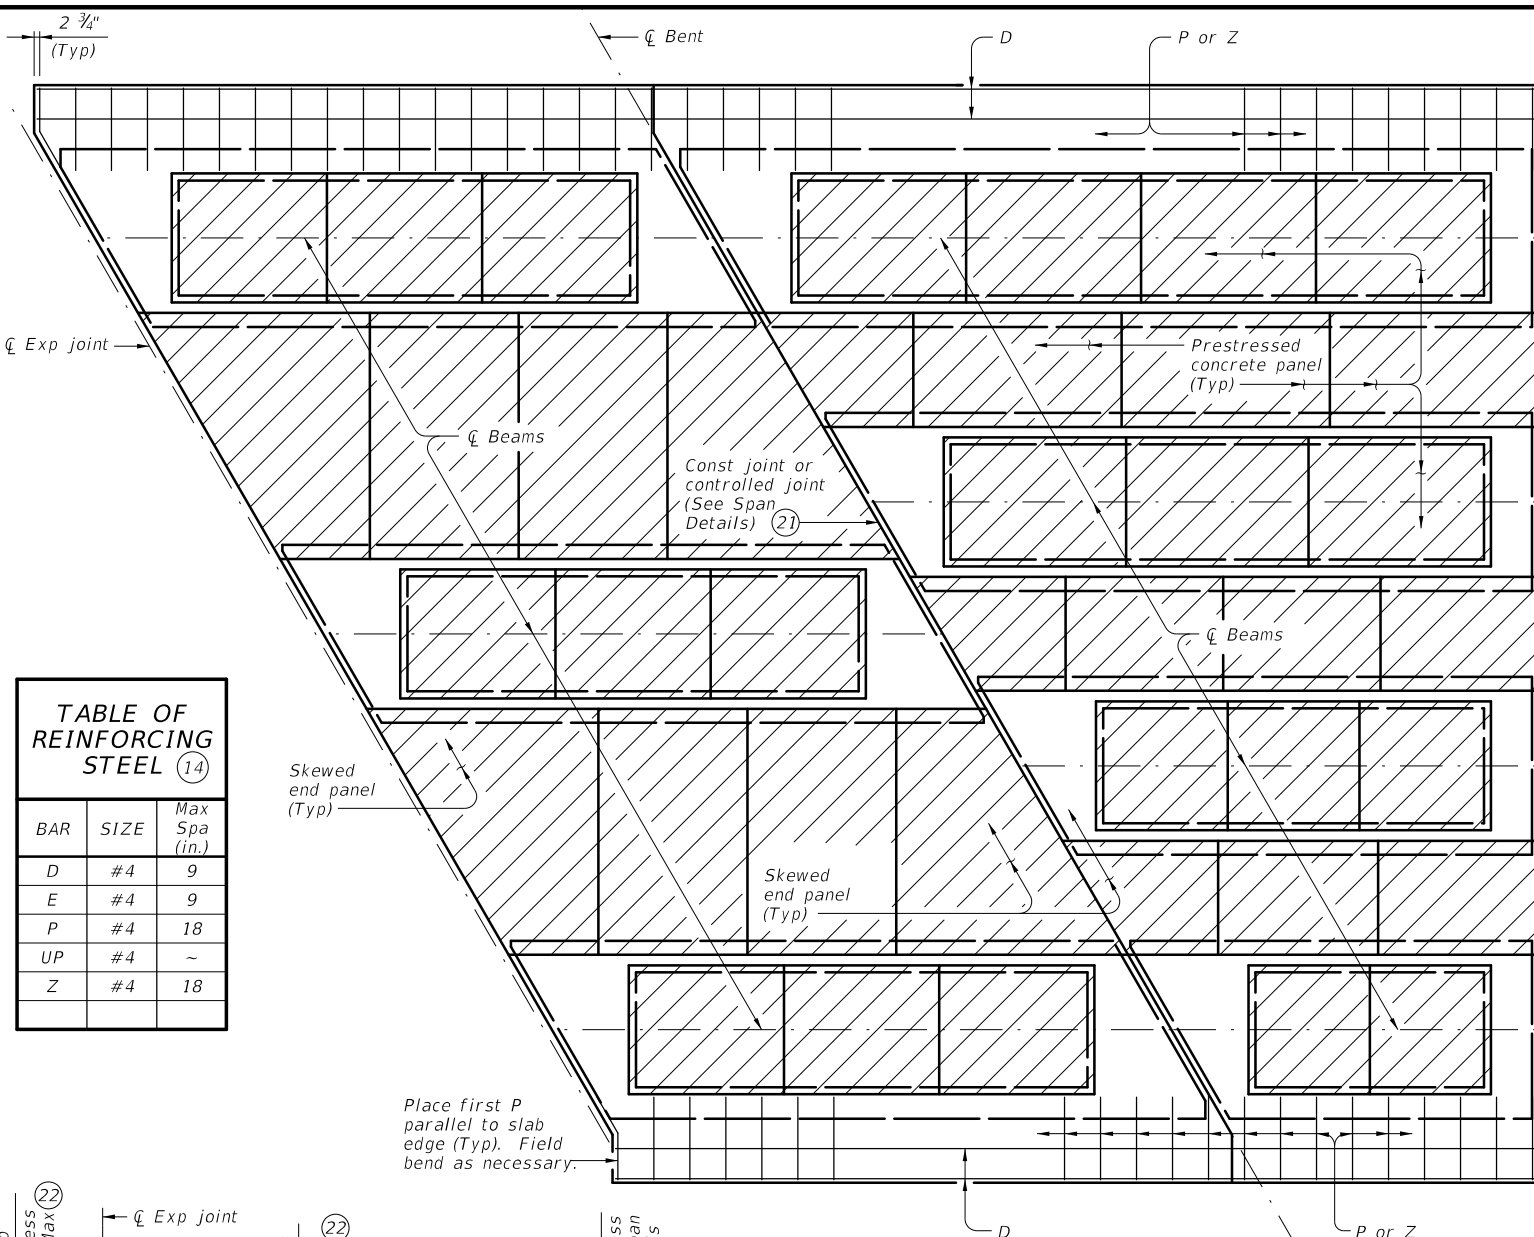 2 ¾"
(Typ)
℄ Bent
D
P or Z
℄ Exp joint
Prestressed
concrete panel
(Typ)
℄ Beams
Const joint or
controlled joint
(See Span
Details) 21
℄ Beams
TABLE OF
REINFORCING
STEEL 14
BAR SIZE Max Spa (in.)
D #4 9
E #4 9
P #4 18
UP #4 ~
Z #4 18
Skewed
end panel
(Typ)
Skewed
end panel
(Typ)
Place first P
parallel to slab
edge (Typ). Field
bend as necessary.
22
℄ Exp joint
22
D
P or Z